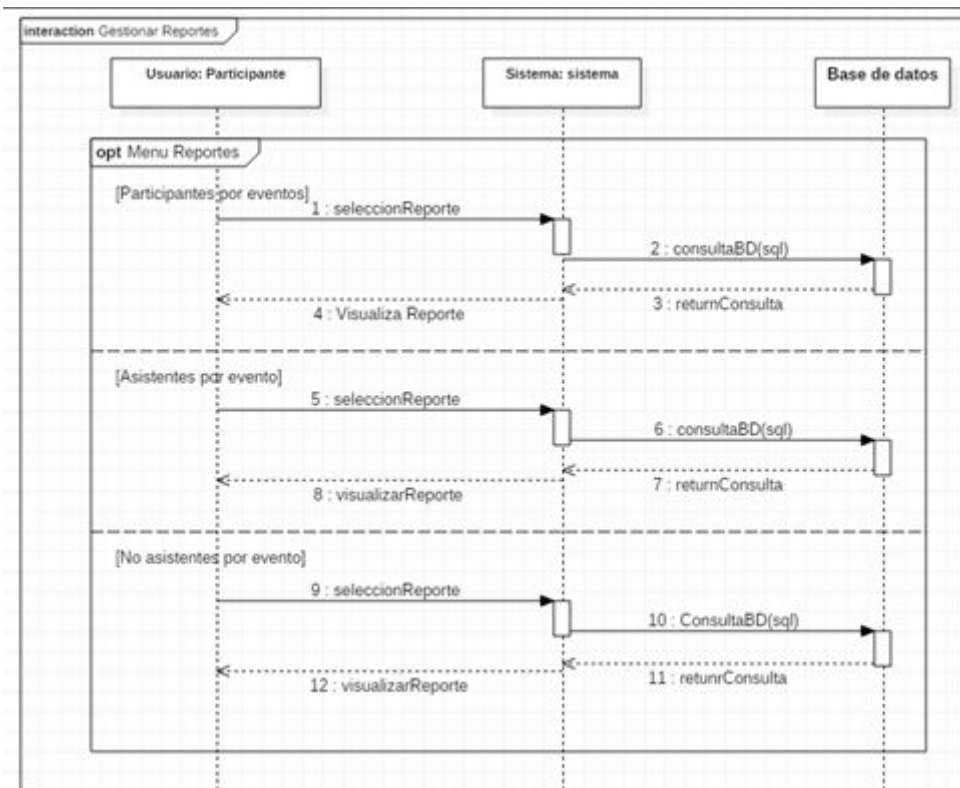 interaction Gestionar Reportes
Usuario: Participante
Sistema: sistema
Base de datos
opt Menu Reportes
[Participantes por eventos]
1 : seleccionReporte
2 : consultaBD(sql)
3 : returnConsulta
4 : Visualiza Reporte
[Asistentes por evento]
5 : seleccionReporte
6 : consultaBD(sql)
7 : returnConsulta
8 : visualizarReporte
[No asistentes por evento]
9 : seleccionReporte
10 : ConsultaBD(sql)
11 : retunrConsulta
12 : visualizarReporte